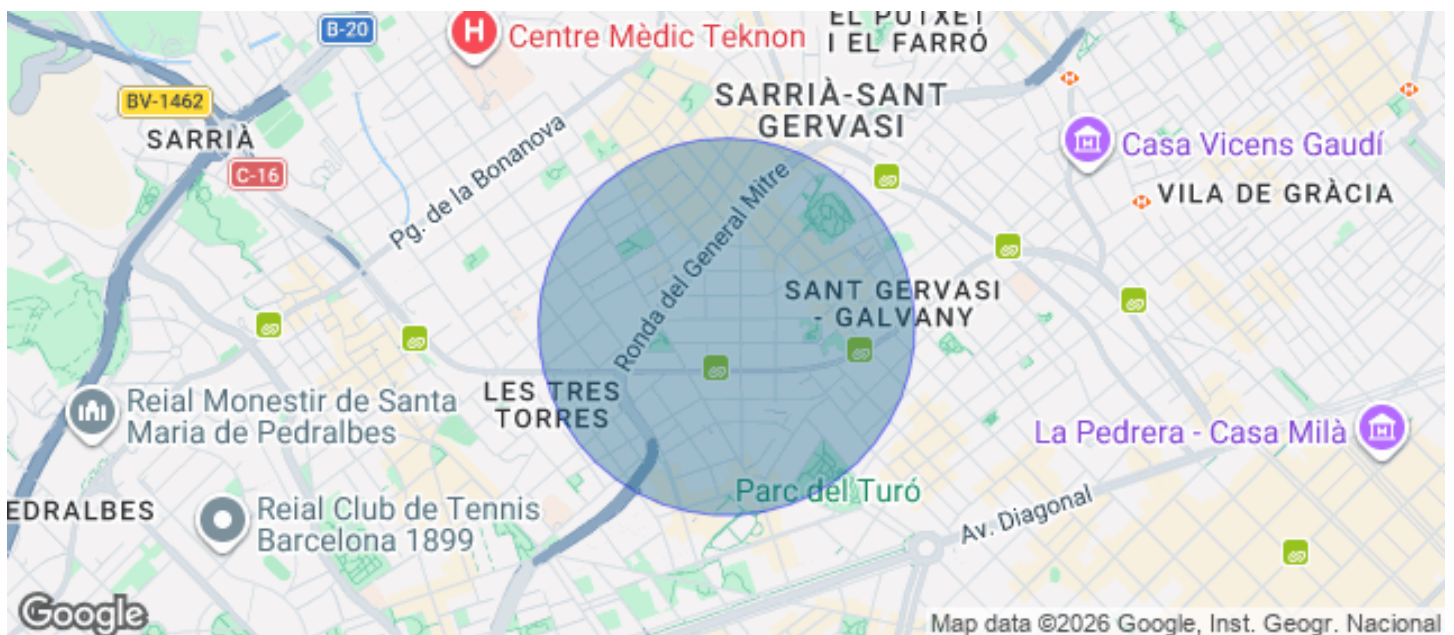 B-20
Centre Mèdic Teknon
EL PUTXET
I EL FARRÓ
BV-1462
SARRIÀ
SARRIÀ-SANT
GERVASI
C-16
Casa Vicens Gaudí
VILA DE GRÀCIA
Pg. de la Bonanova
Ronda del General Mitre
SANT GERVASI
- GALVANY
LES TRES
TORRES
Reial Monestir de Santa
Maria de Pedralbes
La Pedrera - Casa Milà
Parc del Turó
EDRALBES
Reial Club de Tennis
Barcelona 1899
Av. Diagonal
Google
Map data ©2026 Google, Inst. Geogr. Nacional